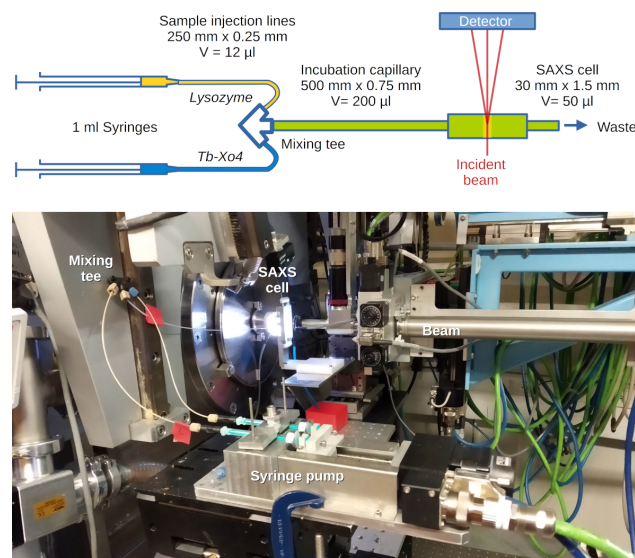 Sample injection lines
250 mm x 0.25 mm
V = 12 µl
Detector
Lysozyme
Incubation capillary
500 mm x 0.75 mm
V= 200 µl
SAXS cell
30 mm x 1.5 mm
V= 50 µl
1 ml Syringes
Waste
Mixing tee
Tb-Xo4
Incident
beam
Mixing
tee
SAXS
cell
Beam
Syringe pump